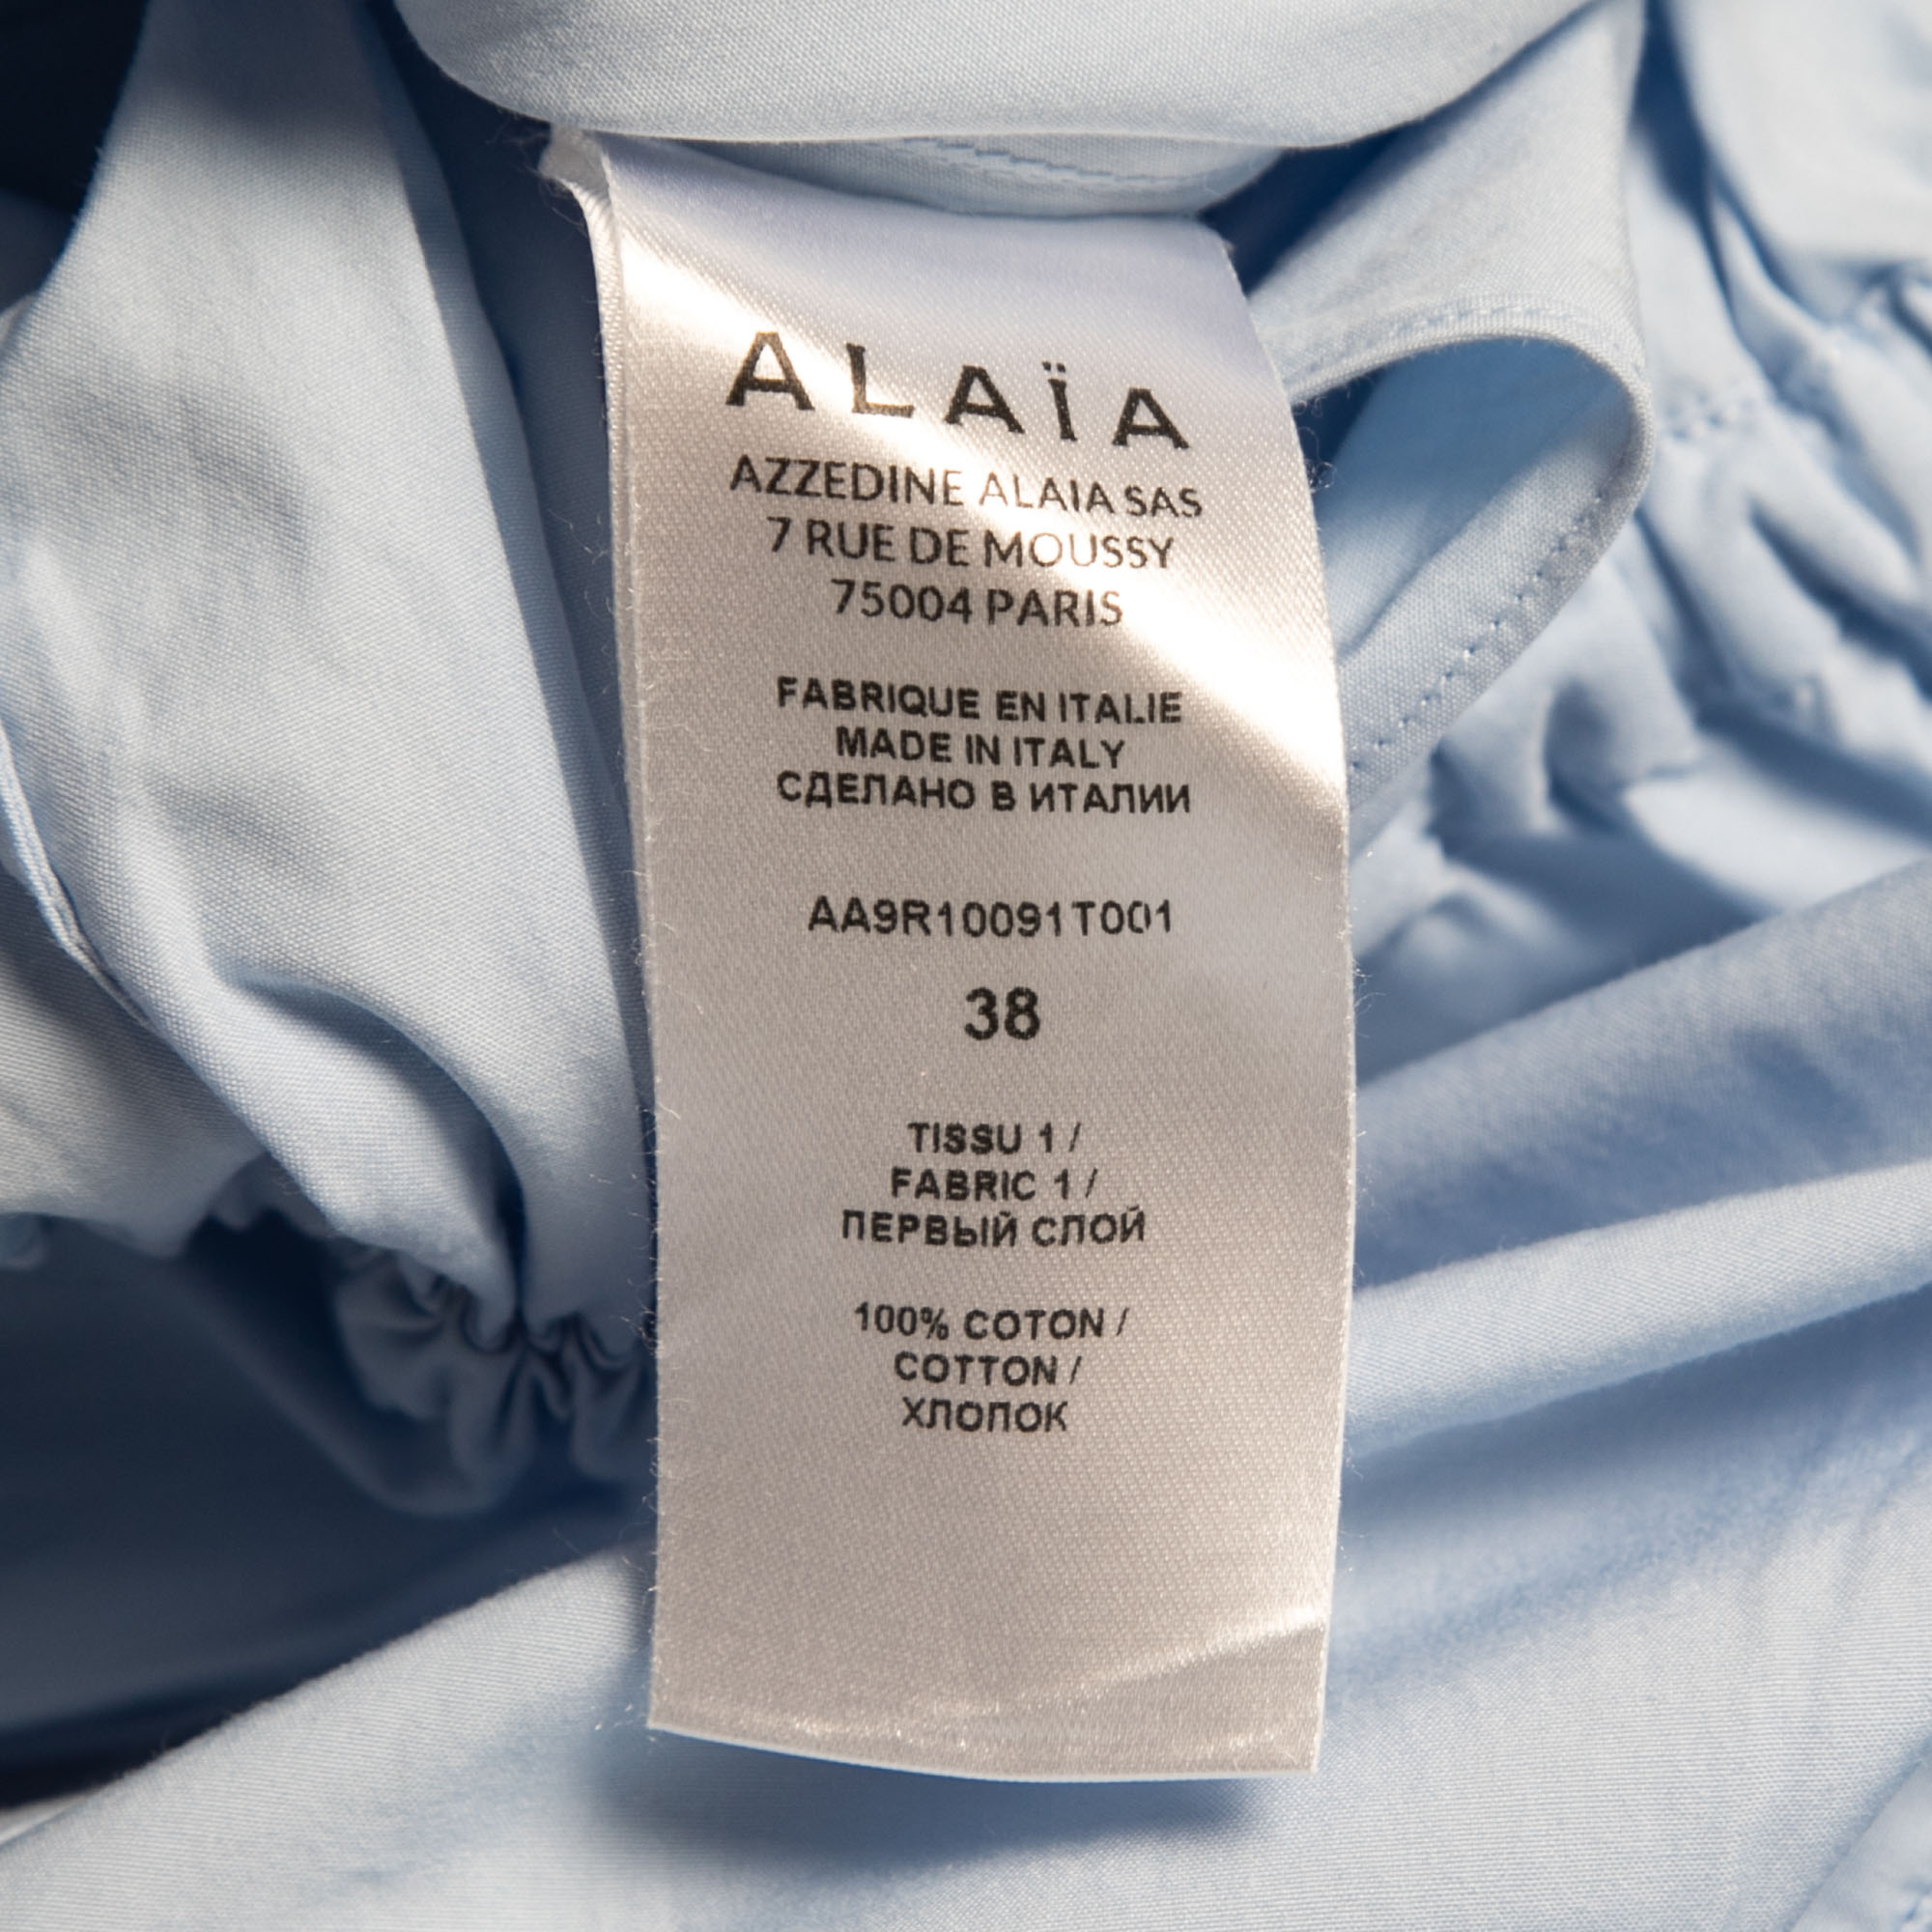 ALAÏA
AZZEDINE ALAIA SAS
7 RUE DE MOUSSY
75004 PARIS
FABRIQUE EN ITALIE
MADE IN ITALY
СДЕЛАНО В ИТАЛИИ
AA9R10091T001
38
TISSU 1 /
FABRIC 1 /
ПЕРВЫЙ СЛОЙ
100% COTON /
COTTON /
ХЛОПОК